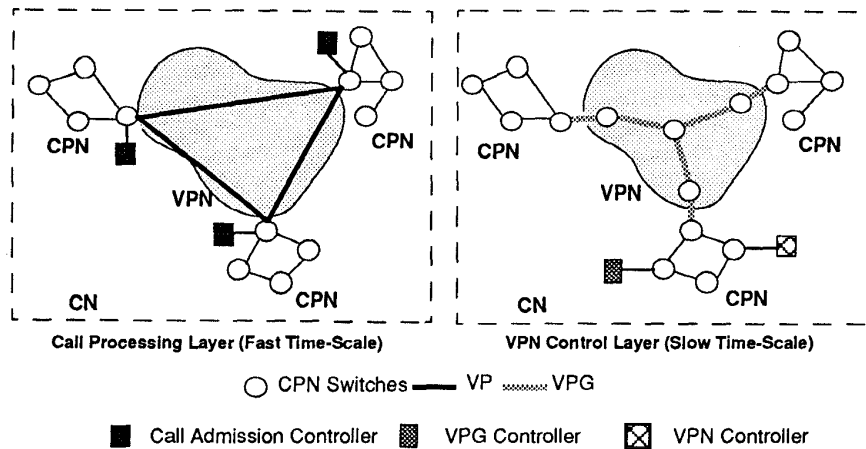 CPN
CPN
VPN
CPN
CN
CPN
CPN
VPN
CPN
CN
Call Processing Layer (Fast Time-Scale)
VPN Control Layer (Slow Time-Scale)
CPN Switches VP VPG
Call Admission Controller VPG Controller VPN Controller